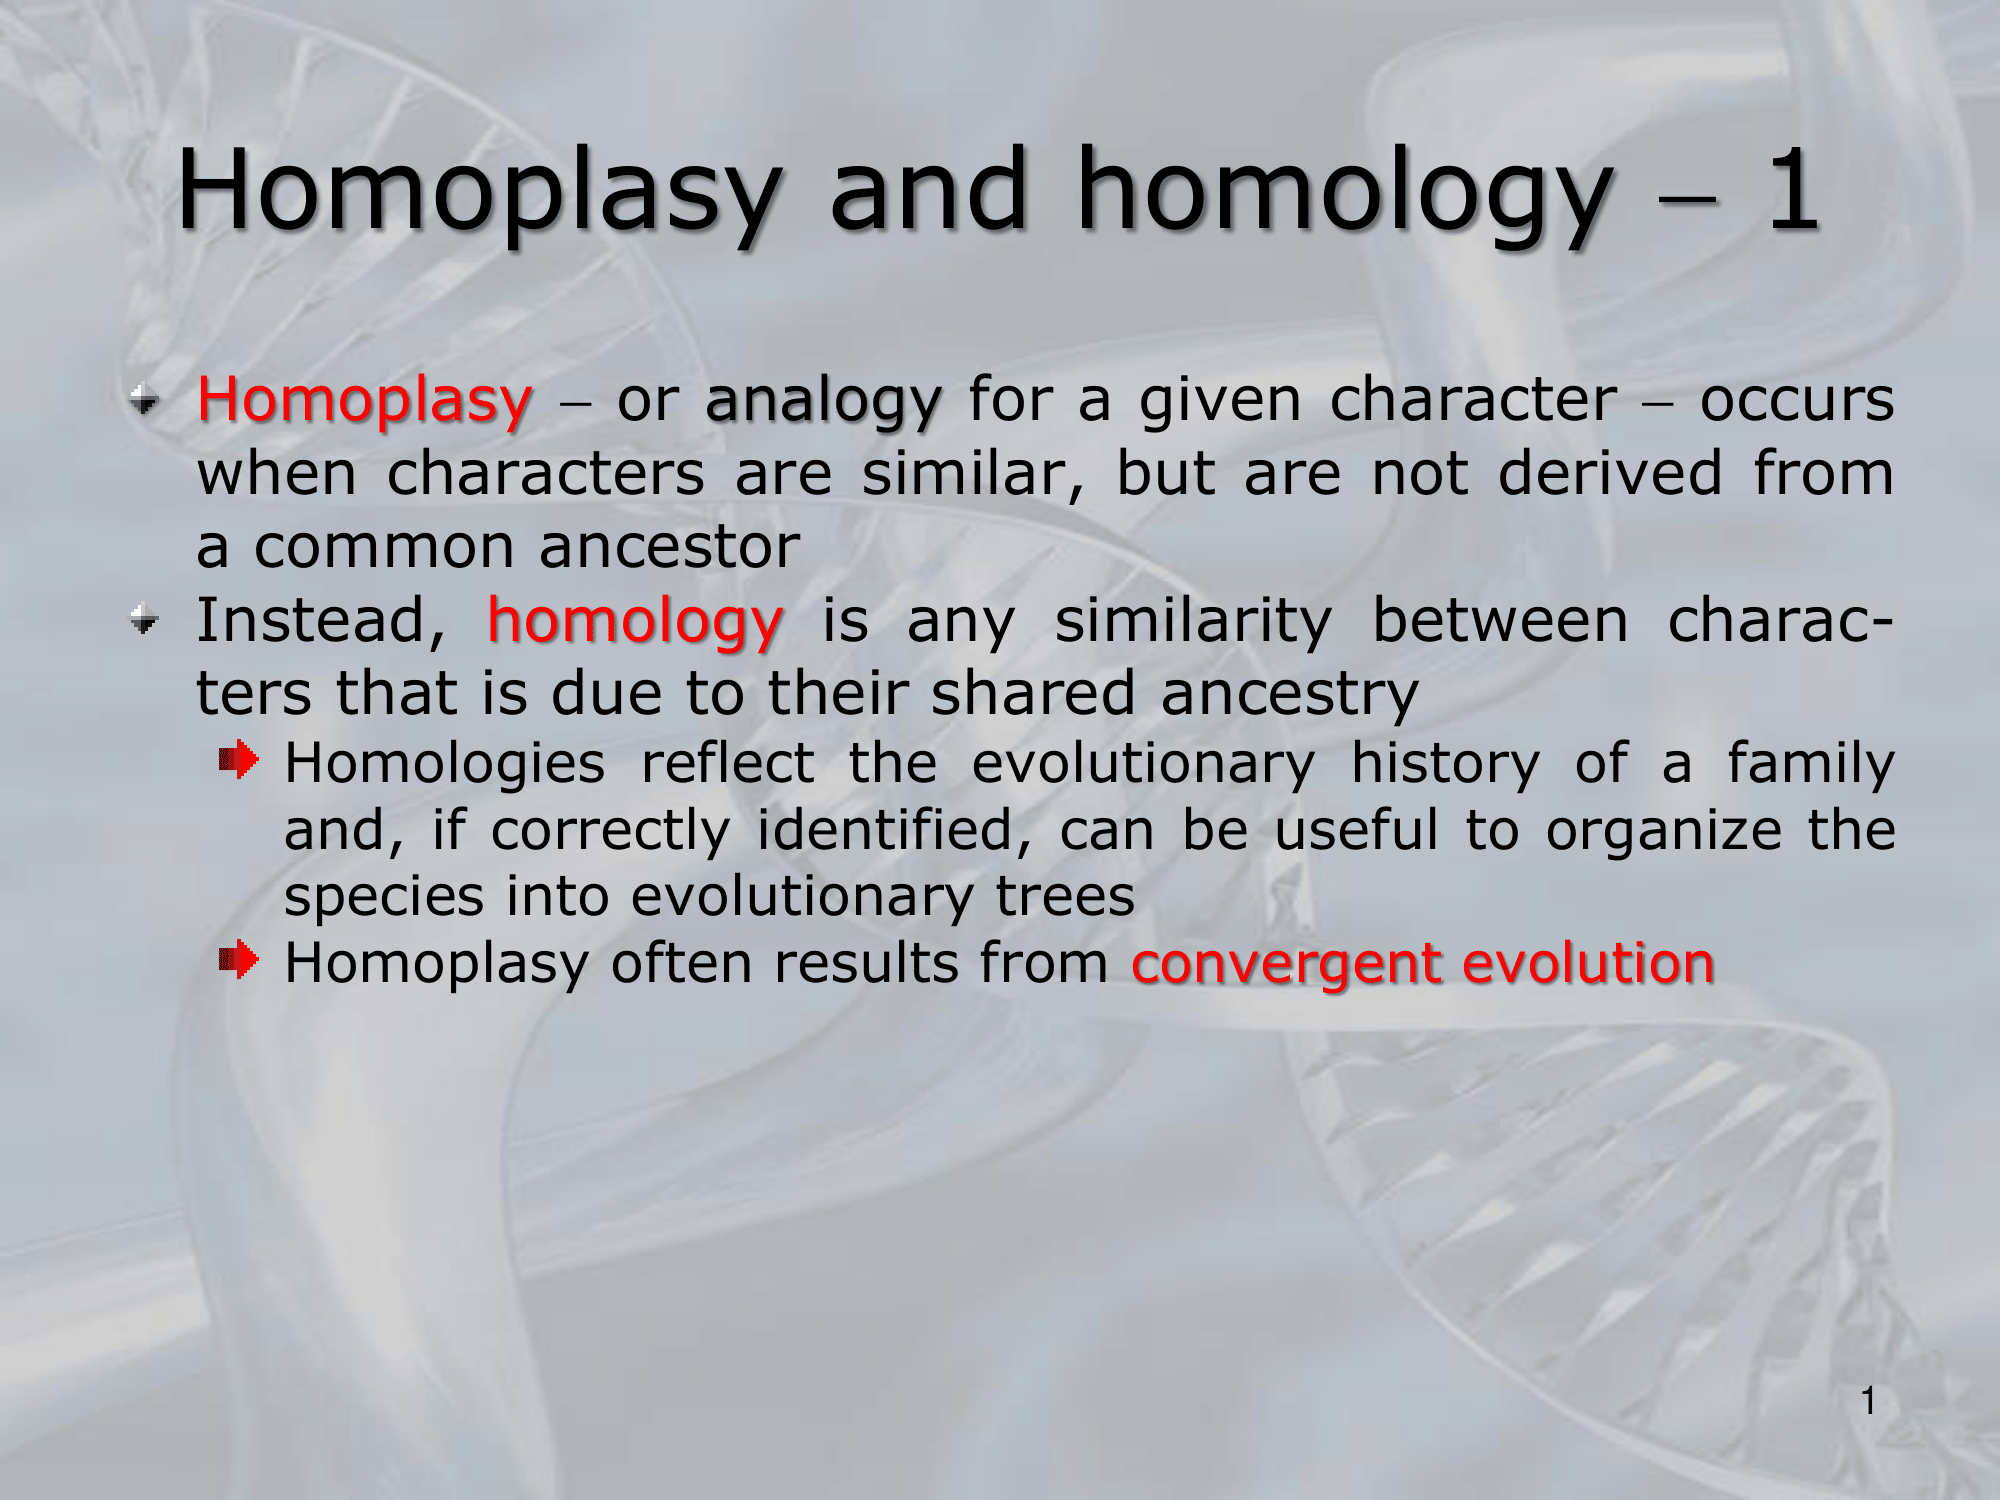 Homoplasy and homology – 1
Homoplasy – or analogy for a given character – occurs
when characters are similar, but are not derived from
a common ancestor
Instead, homology is any similarity between charac-
ters that is due to their shared ancestry
Homologies reflect the evolutionary history of a family
and, if correctly identified, can be useful to organize the
species into evolutionary trees
Homoplasy often results from convergent evolution
1